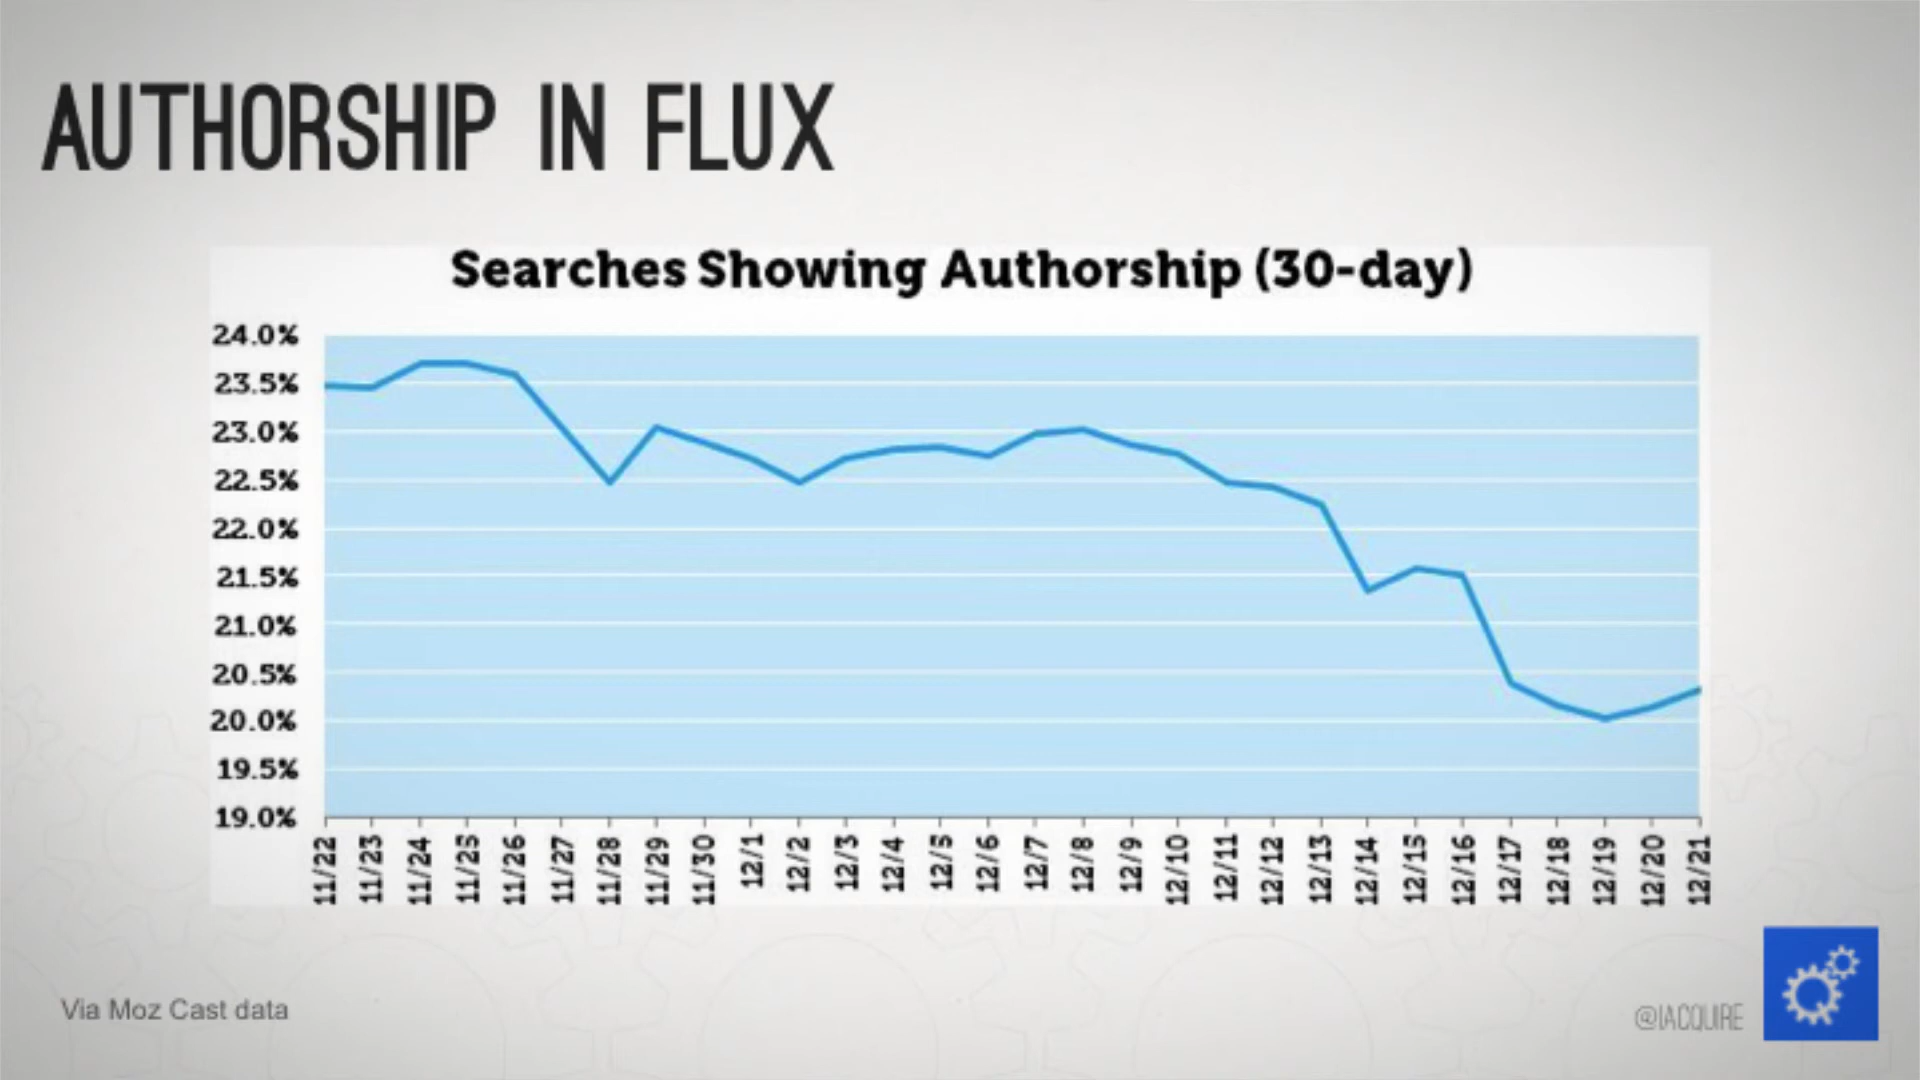 AUTHORSHIP IN FLUX
Searches Showing Authorship (30-day)
24.0%
23.5%
23.0%
22.5%
22.0%
21.5%
21.0%
20.5%
20.0%
19.5%
19.0%
11/22 11/23 11/24 11/25 11/26 11/27 11/28 11/29 11/30 12/1 12/2 12/3 12/4 12/5 12/6 12/7 12/8 12/9 12/10 12/11 12/12 12/13 12/14 12/15 12/16 12/17 12/18 12/19 12/20 12/21
Via Moz Cast data
@IACQUIRE